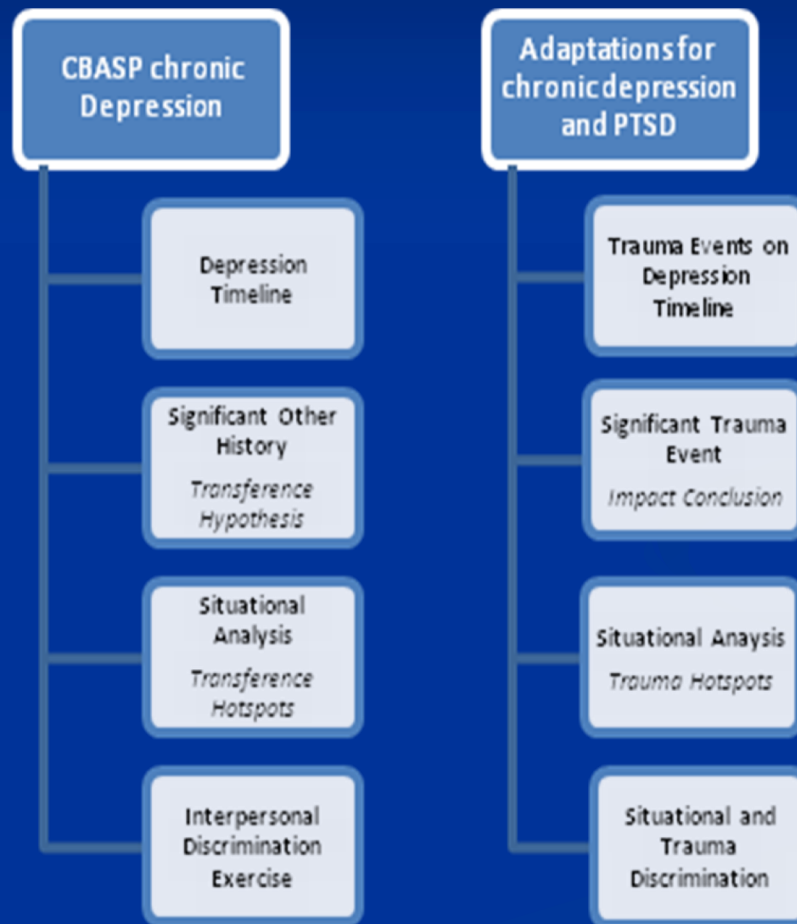 CBASP chronic
Depression
Depression
Timeline
Significant Other
History
Transference
Hypothesis
Situational
Analysis
Transference
Hotspots
Interpersonal
Discrimination
Exercise
Adaptations for
chronic depression
and PTSD
Trauma Events on
Depression
Timeline
Significant Trauma
Event
Impact Conclusion
Situational Anaysis
Trauma Hotspots
Situational and
Trauma
Discrimination